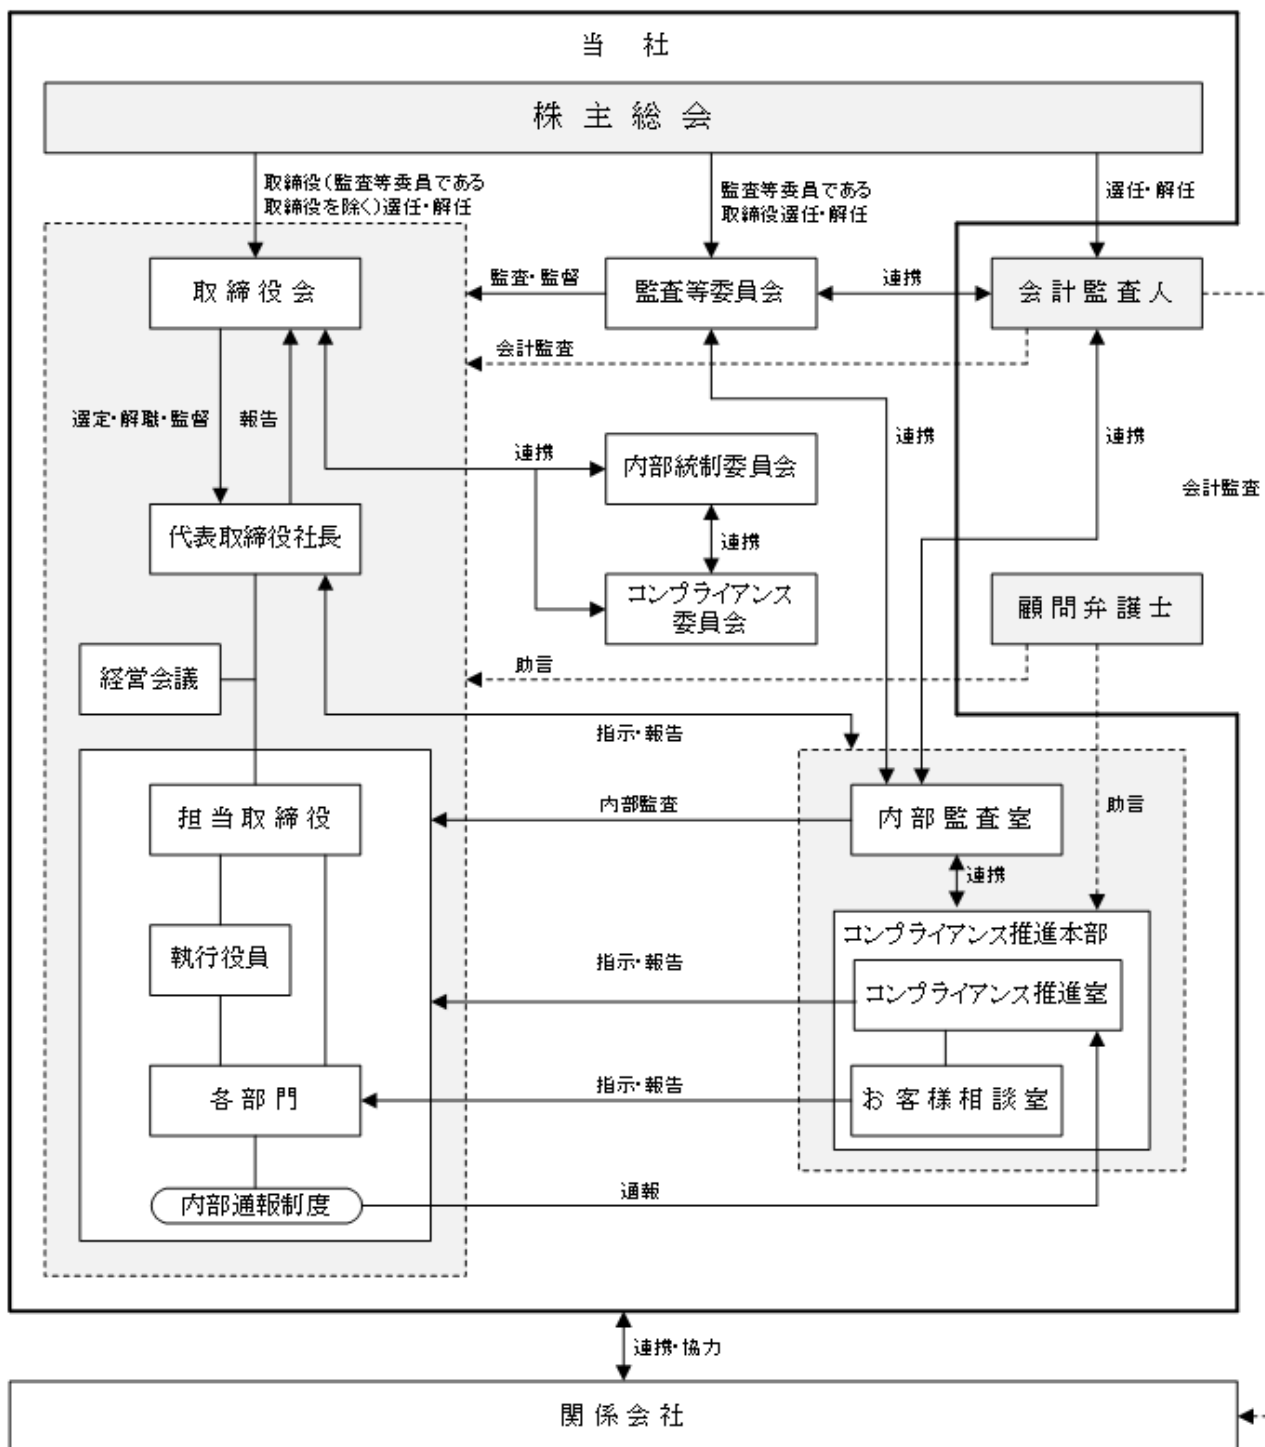 当 社
株主総会
取締役(監査等委員である
取締役を除く)選任・解任
監査等委員である
取締役選任・解任
選任・解任
取締役会
監査・監督
監査等委員会
連携
会計監査人
会計監査
選定・解職・監督
報告
連携
内部統制委員会
連携
連携
会計監査
代表取締役社長
連携
コンプライアンス
委員会
顧問弁護士
経営会議
助言
指示・報告
担当取締役
内部監査
内部監査室
助言
連携
執行役員
指示・報告
コンプライアンス推進本部
コンプライアンス推進室
各部門
指示・報告
お客様相談室
内部通報制度
通報
連携・協力
関係会社